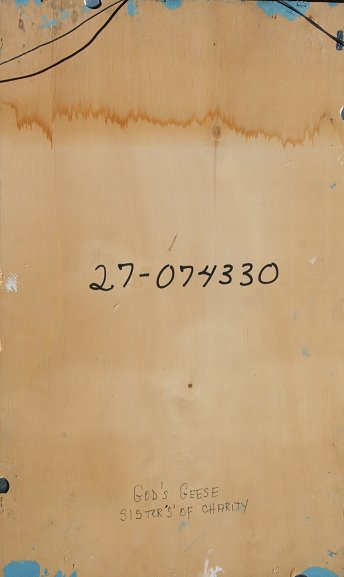 27-074330
GOD'S GEESE
SISTER'S' OF CHARITY